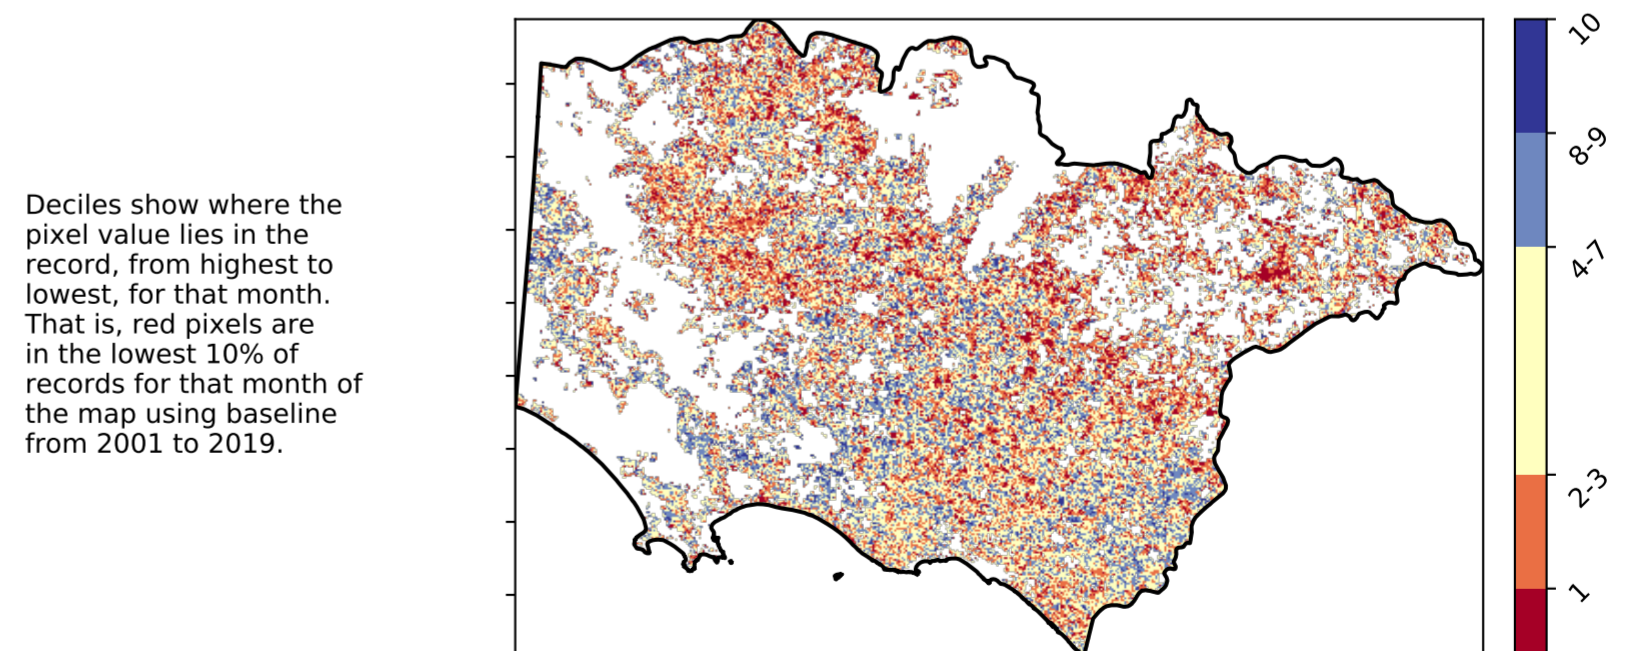 Deciles show where the
pixel value lies in the
record, from highest to
lowest, for that month.
That is, red pixels are
in the lowest 10% of
records for that month of
the map using baseline
from 2001 to 2019.
10
8-9
4-7
2-3
1